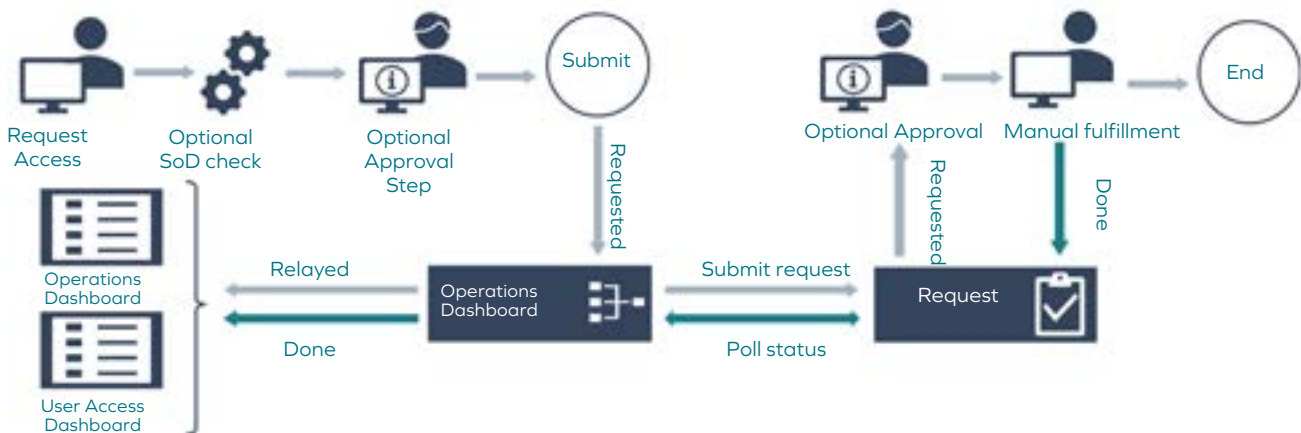 Request
Access
Optional
SoD check
Optional
Approval
Step
Submit
Requested
Optional Approval
Manual fulfillment
End
Requested
Done
Operations
Dashboard
User Access
Dashboard
Relayed
Done
Operations
Dashboard
Submit request
Poll status
Request